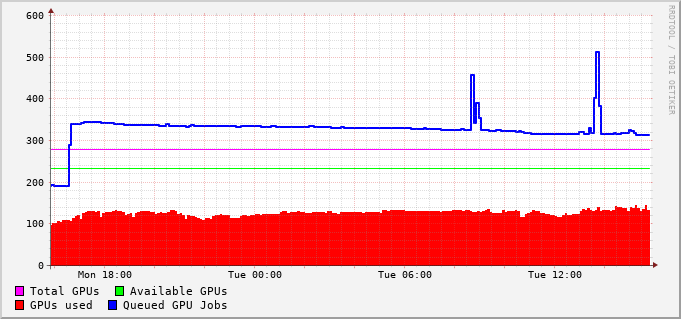 600
500
400
300
200
100
0
Mon 18:00 Tue 00:00 Tue 06:00 Tue 12:00
Total GPUs Available GPUs
GPUs used Queued GPU Jobs
RRDTOOL / TOBI OETIKER